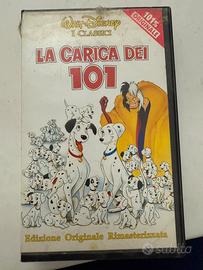 Walt Disney
I CLASSICI
101%
ORIGINALE!
LA CARICA DEI
101
Edizione Originale Rimasterizzata
subito